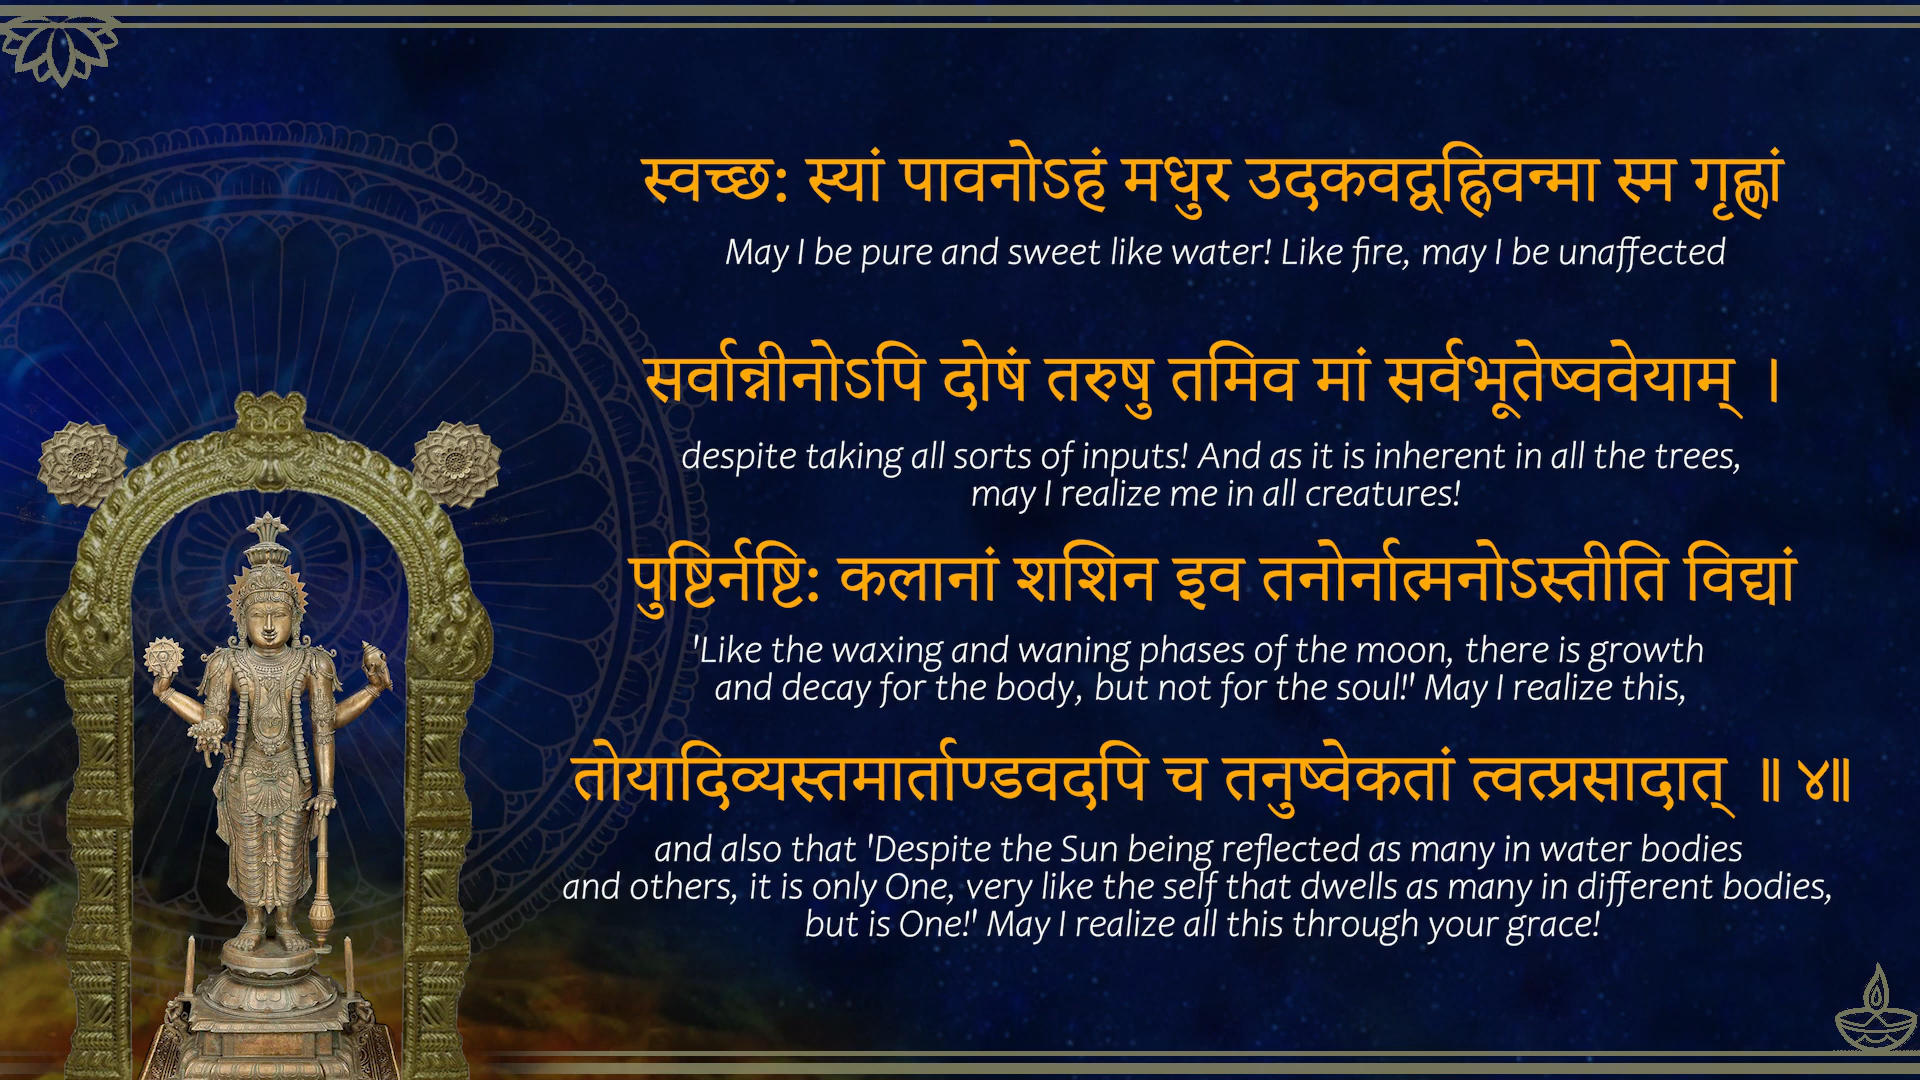 स्वच्छ: स्यां पावनोऽहं मधुर उदकवद्वह्निवन्मा स्म गृह्णां
May I be pure and sweet like water! Like fire, may I be unaffected
सर्वान्नीनोऽपि दोषं तरुषु तमिव मां सर्वभूतेष्ववेयाम् ।
despite taking all sorts of inputs! And as it is inherent in all the trees,
may I realize me in all creatures!
पुष्टिर्नष्टि: कलानां शशिन इव तनोर्नात्मनोऽस्तीति विद्यां
'Like the waxing and waning phases of the moon, there is growth
and decay for the body, but not for the soul!' May I realize this,
तोयादिव्यस्तमार्ताण्डवदपि च तनुष्वेकतां त्वत्प्रसादात् ॥ ४॥
and also that 'Despite the Sun being reflected as many in water bodies
and others, it is only One, very like the self that dwells as many in different bodies,
but is One!' May I realize all this through your grace!